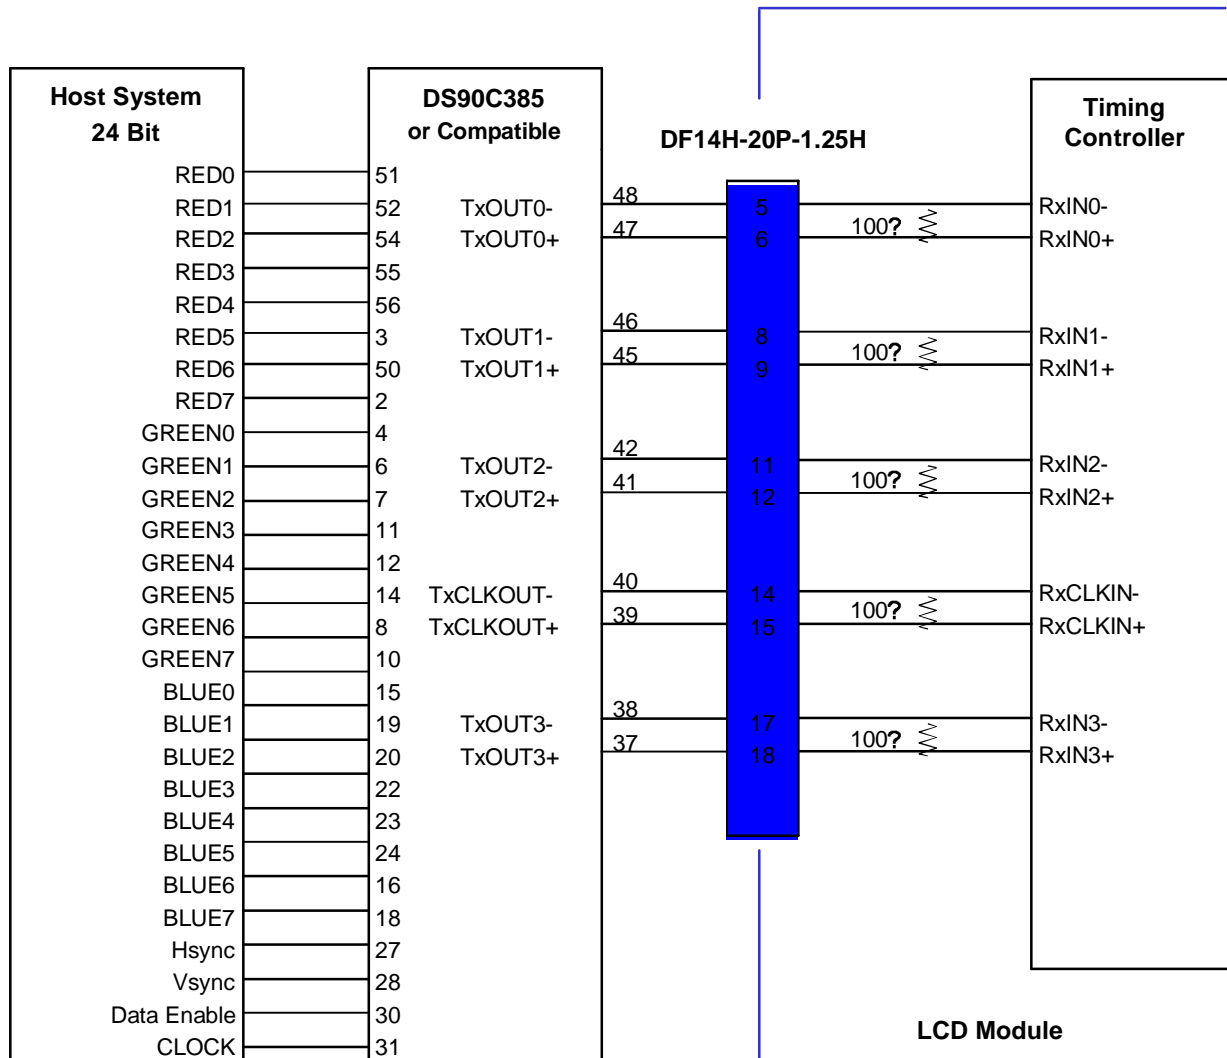 Host System
24 Bit
DS90C385
or Compatible
DF14H-20P-1.25H
Timing
Controller
RED0 51
RED1 52 TxOUT0- 48 5 RxIN0-
100?
RED2 54 TxOUT0+ 47 6 RxIN0+
RED3 55
RED4 56
RED5 3 TxOUT1- 46 8 RxIN1-
100?
RED6 50 TxOUT1+ 45 9 RxIN1+
RED7 2
GREEN0 4
GREEN1 6 TxOUT2- 42 11 RxIN2-
100?
GREEN2 7 TxOUT2+ 41 12 RxIN2+
GREEN3 11
GREEN4 12
GREEN5 14 TxCLKOUT- 40 14 RxCLKIN-
100?
GREEN6 8 TxCLKOUT+ 39 15 RxCLKIN+
GREEN7 10
BLUE0 15
BLUE1 19 TxOUT3- 38 17 RxIN3-
100?
BLUE2 20 TxOUT3+ 37 18 RxIN3+
BLUE3 22
BLUE4 23
BLUE5 24
BLUE6 16
BLUE7 18
Hsync 27
Vsync 28
Data Enable 30
CLOCK 31
LCD Module